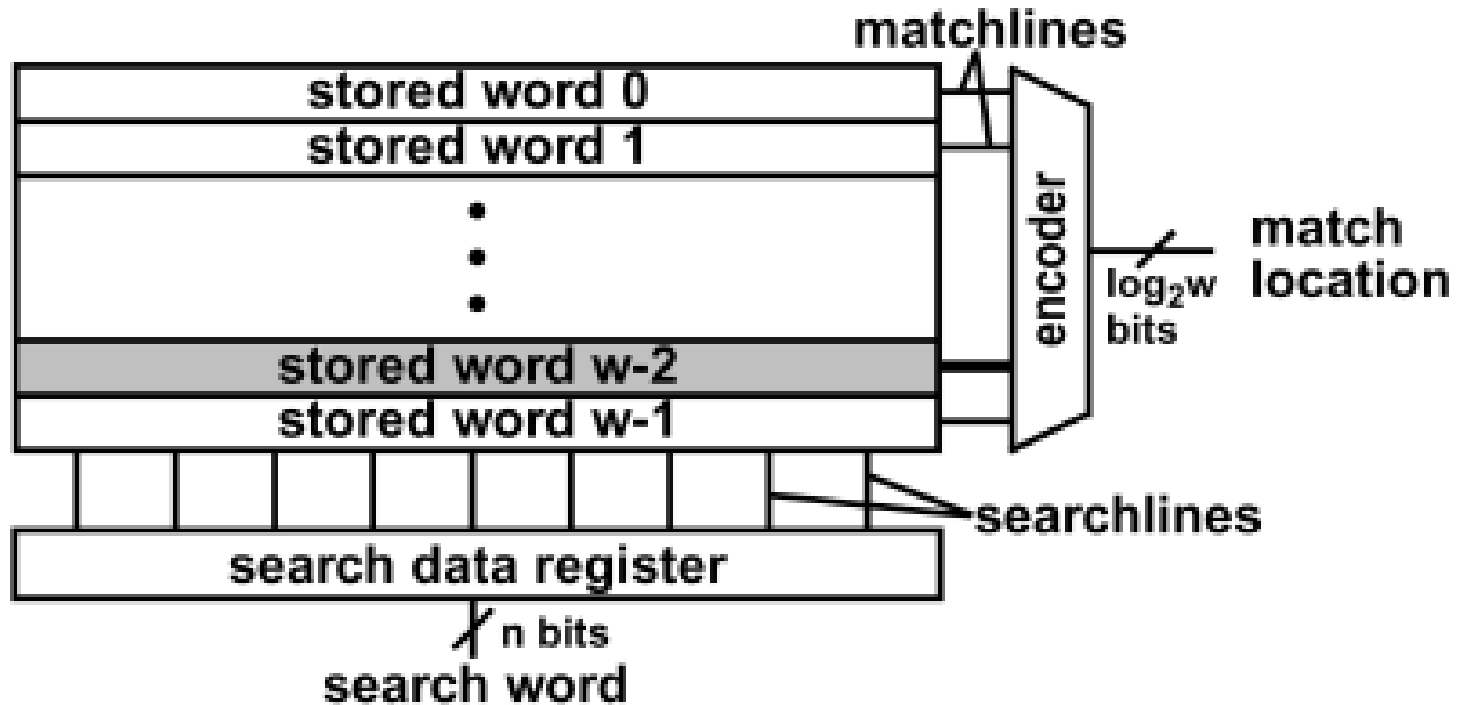 matchlines
stored word 0
stored word 1
encoder
match
location
log₂w
bits
stored word w-2
stored word w-1
searchlines
search data register
n bits
search word